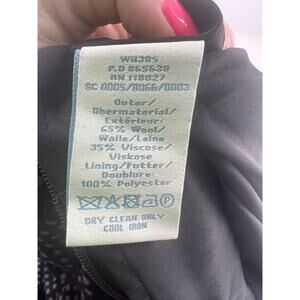 WH385
P.O 865638
RN 118027
SC 0005/8066/0003
Outer/
Obermaterial/
Extérieur:
65% Wool/
Wolle/Laine
35% Viscose/
Viskose
Lining/Futter/
Doublure:
100% Polyester
DRY CLEAN ONLY
COOL IRON